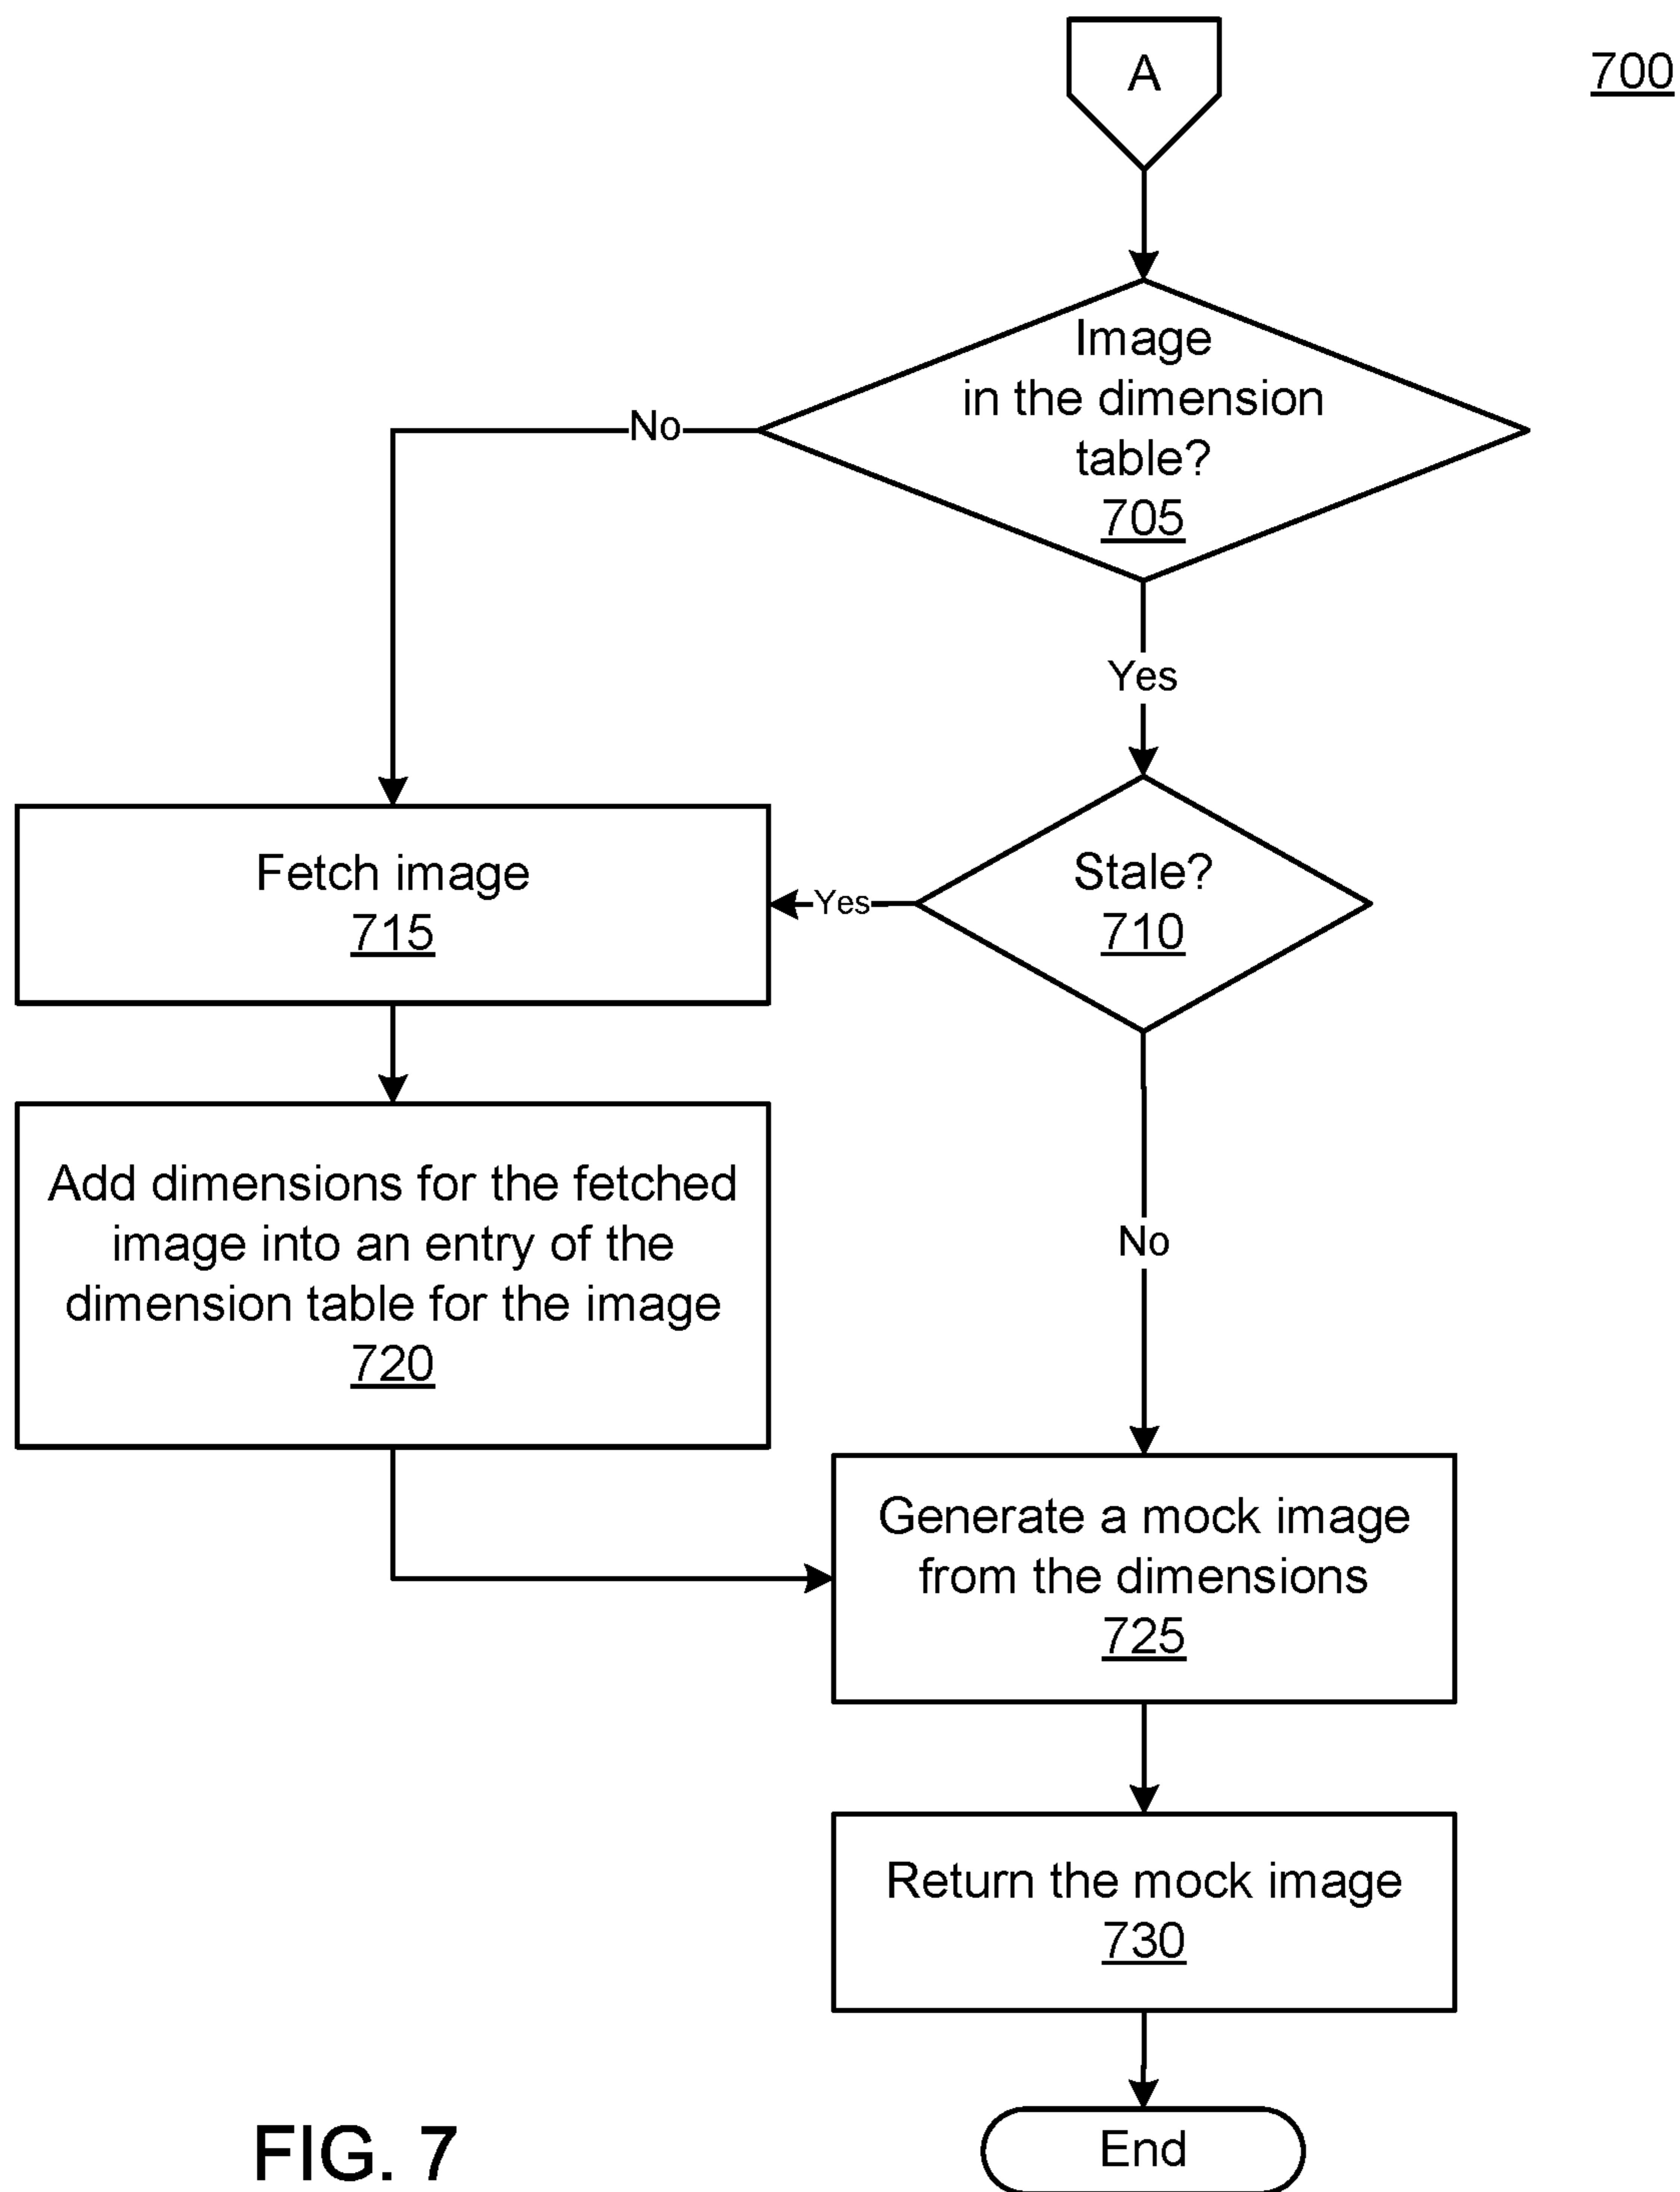 A
700
Image
in the dimension
table?
705
No
Yes
Stale?
710
Yes
Fetch image
715
No
Add dimensions for the fetched
image into an entry of the
dimension table for the image
720
Generate a mock image
from the dimensions
725
Return the mock image
730
End
FIG. 7